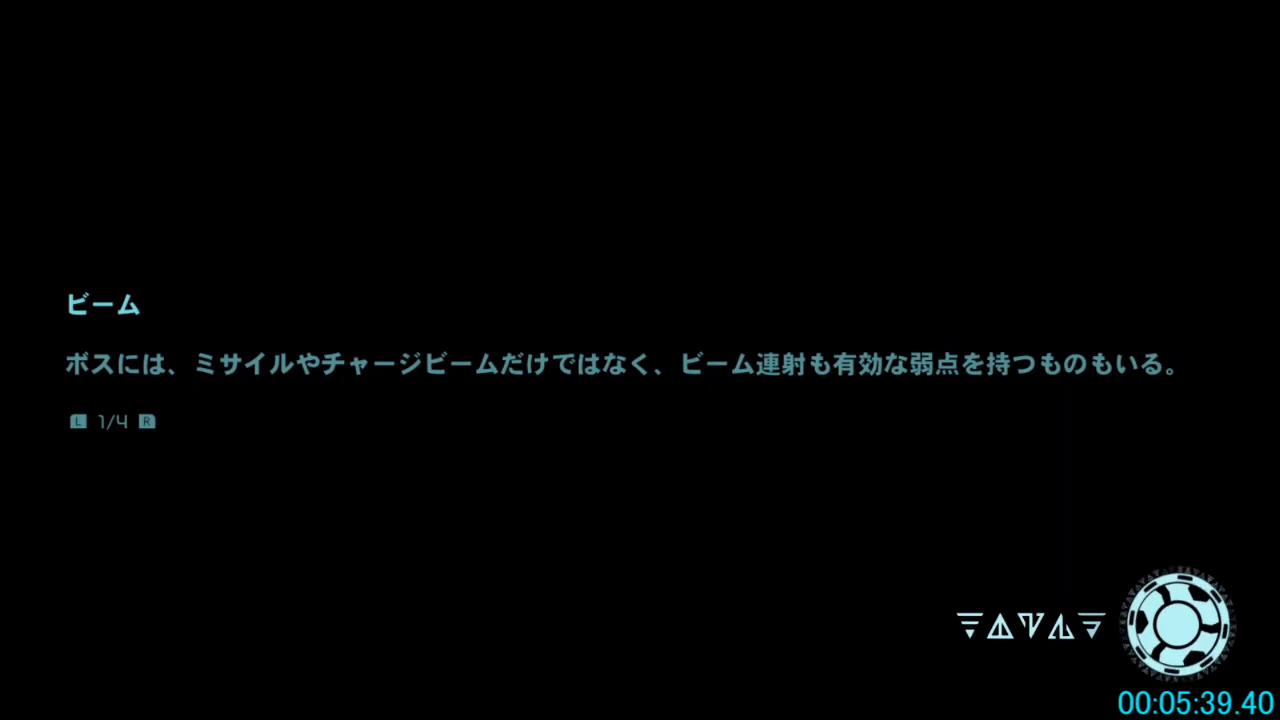 ビーム
ボスには、ミサイルやチャージビームだけではなく、ビーム連射も有効な弱点を持つものもいる。
L 1/4 R
00:05:39.40